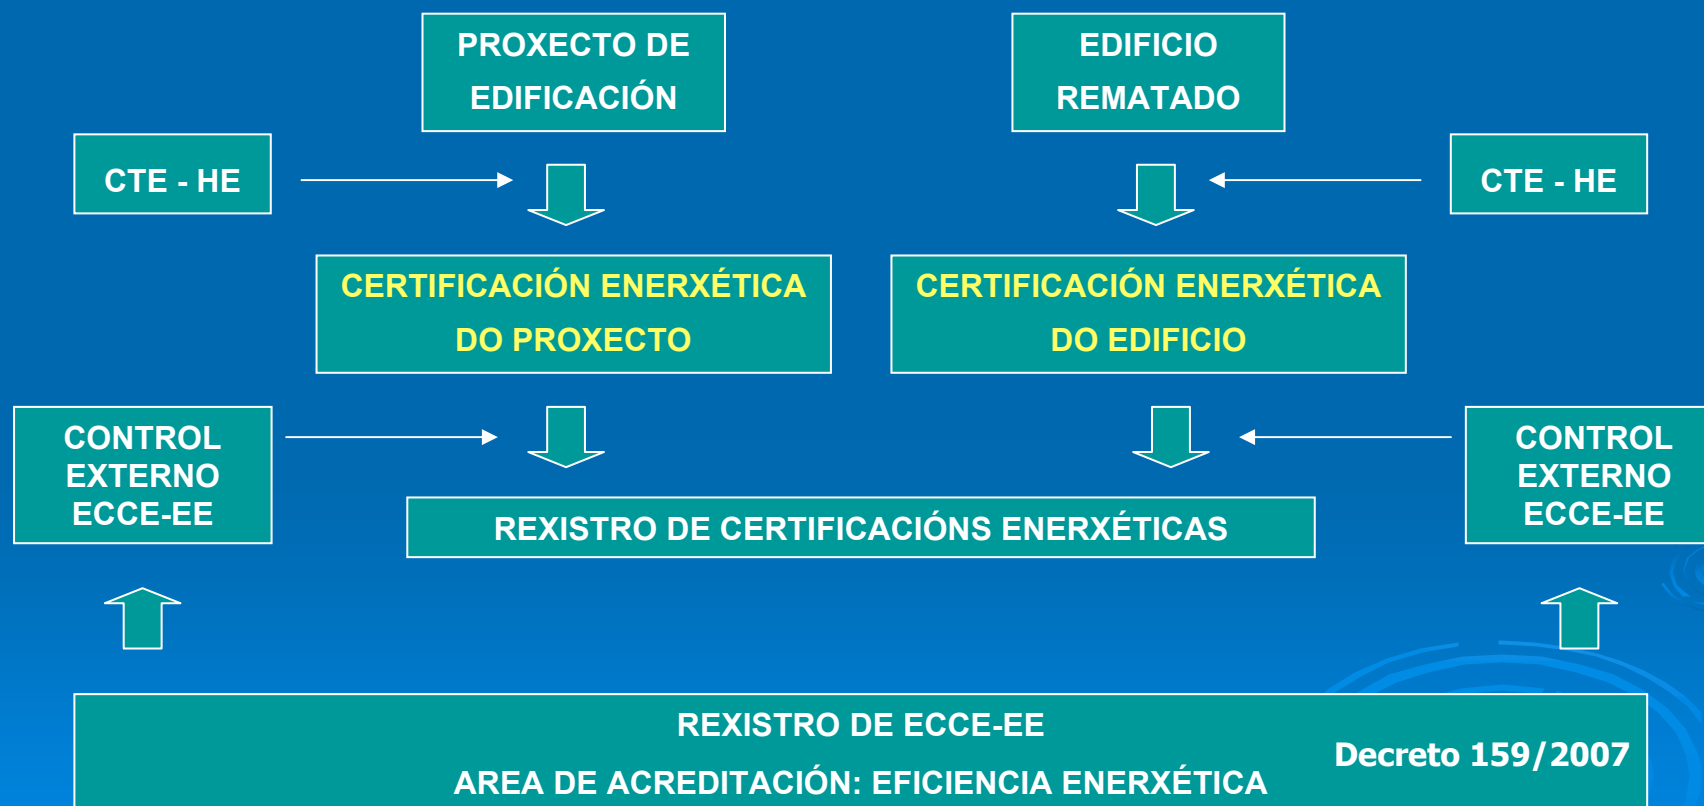 PROXECTO DE
EDIFICACIÓN
EDIFICIO
REMATADO
CTE - HE
CTE - HE
CERTIFICACIÓN ENERXÉTICA
DO PROXECTO
CERTIFICACIÓN ENERXÉTICA
DO EDIFICIO
CONTROL
EXTERNO
ECCE-EE
CONTROL
EXTERNO
ECCE-EE
REXISTRO DE CERTIFICACIÓNS ENERXÉTICAS
REXISTRO DE ECCE-EE
AREA DE ACREDITACIÓN: EFICIENCIA ENERXÉTICA
Decreto 159/2007